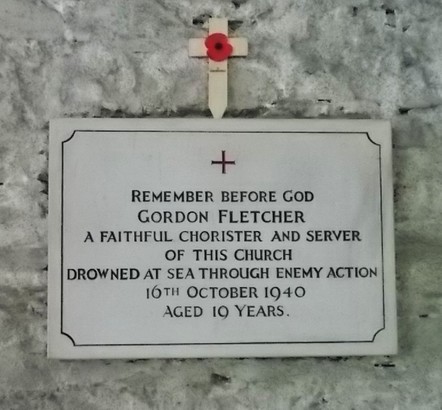 REMEMBER BEFORE GOD
GORDON FLETCHER
A FAITHFUL CHORISTER AND SERVER
OF THIS CHURCH
DROWNED AT SEA THROUGH ENEMY ACTION
16TH OCTOBER 1940
AGED 19 YEARS.